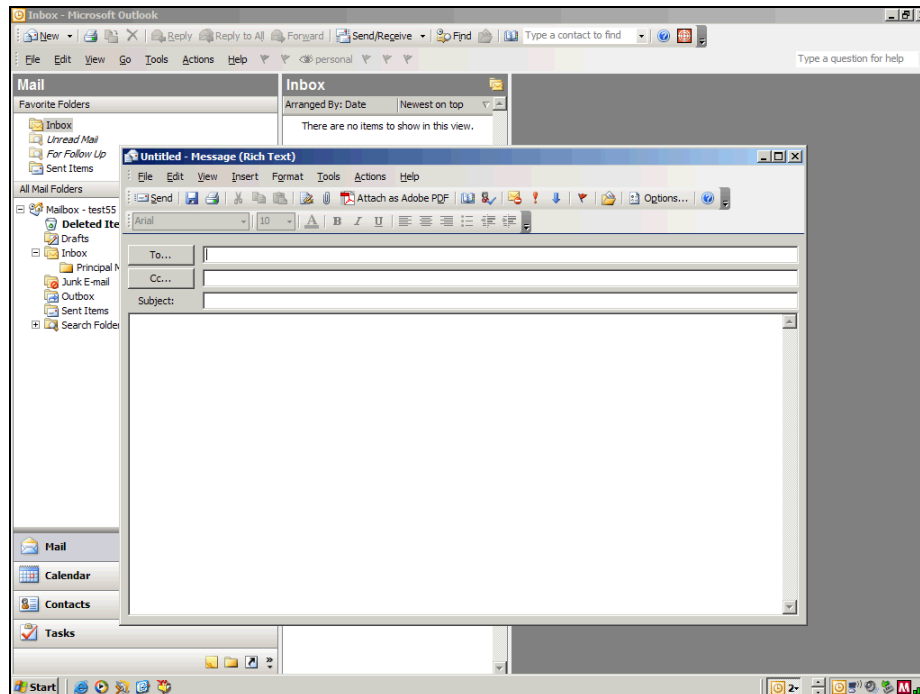 Inbox - Microsoft Outlook
New Reply Reply to All Forward Send/Receive Find Type a contact to find
File Edit View Go Tools Actions Help personal Type a question for help
Mail
Favorite Folders
Inbox
Unread Mail
For Follow Up
Sent Items
All Mail Folders
Mailbox - test55
Deleted Ite
Drafts
Inbox
Principal M
Junk E-mail
Outbox
Sent Items
Search Folder
Mail
Calendar
Contacts
Tasks
Inbox
Arranged By: Date Newest on top
There are no items to show in this view.
Untitled - Message (Rich Text)
File Edit View Insert Format Tools Actions Help
Send Attach as Adobe PDF Options...
Arial 10 A B I U
To...
Cc...
Subject:
Start 2